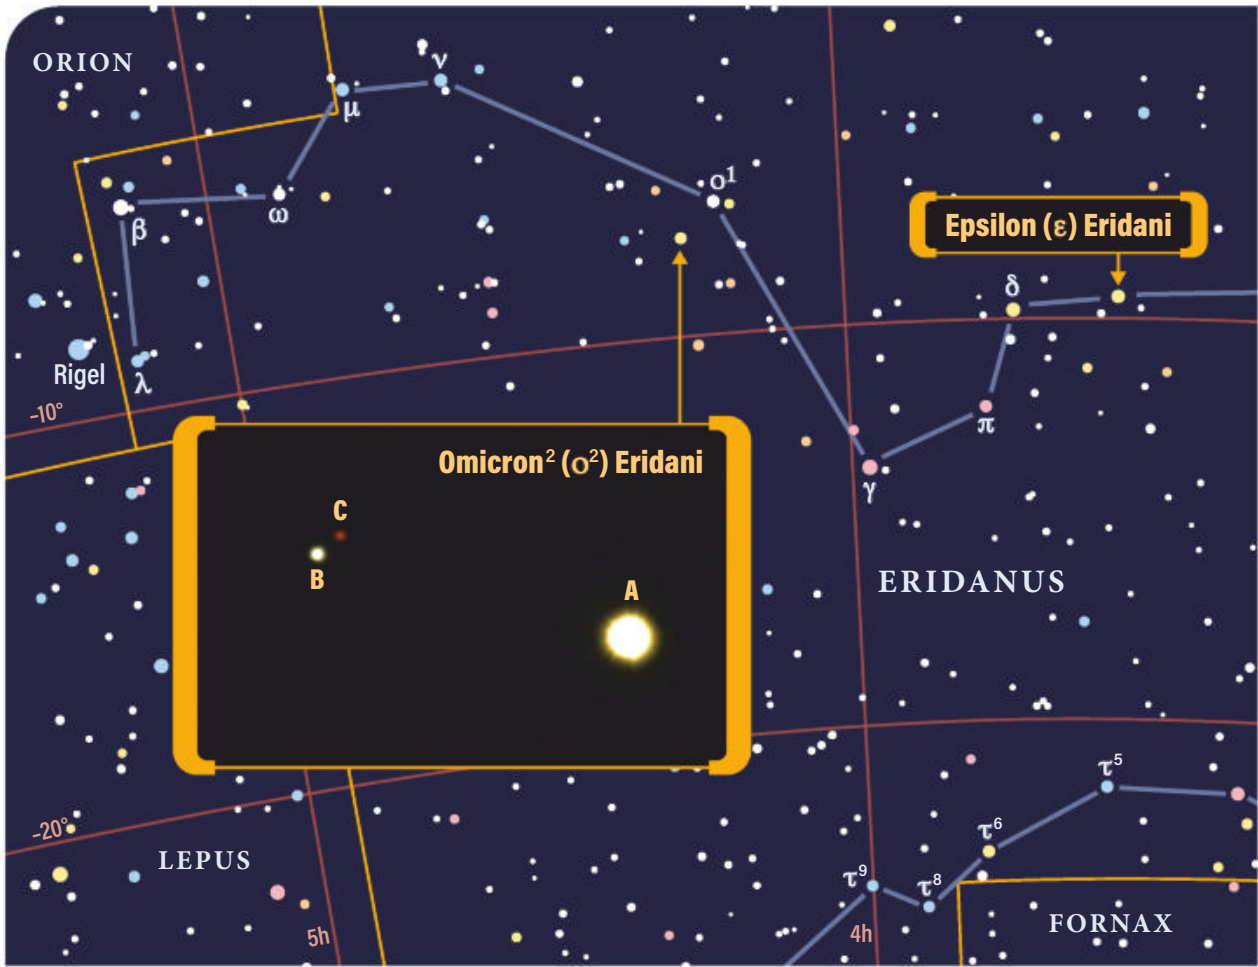 ORION
ν
μ
ο¹
β
ω
Epsilon (ε) Eridani
δ
Rigel
λ
−10°
π
Omicron² (ο²) Eridani
γ
C
B
A
ERIDANUS
τ⁵
−20°
τ⁶
LEPUS
τ⁹
τ⁸
FORNAX
5h
4h